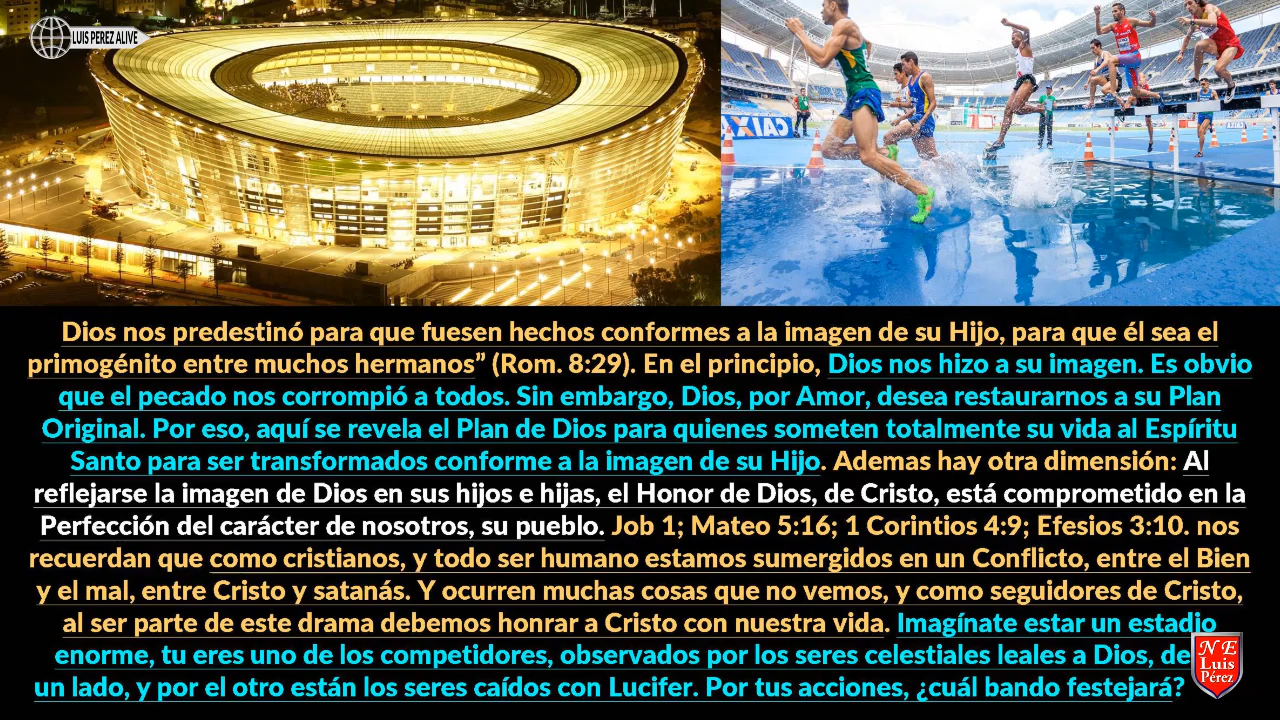 LUIS PEREZ ALIVE
CAIXA
Dios nos predestinó para que fuesen hechos conformes a la imagen de su Hijo, para que él sea el
primogénito entre muchos hermanos” (Rom. 8:29). En el principio, Dios nos hizo a su imagen. Es obvio
que el pecado nos corrompió a todos. Sin embargo, Dios, por Amor, desea restaurarnos a su Plan
Original. Por eso, aquí se revela el Plan de Dios para quienes someten totalmente su vida al Espíritu
Santo para ser transformados conforme a la imagen de su Hijo. Ademas hay otra dimensión: Al
reflejarse la imagen de Dios en sus hijos e hijas, el Honor de Dios, de Cristo, está comprometido en la
Perfección del carácter de nosotros, su pueblo. Job 1; Mateo 5:16; 1 Corintios 4:9; Efesios 3:10. nos
recuerdan que como cristianos, y todo ser humano estamos sumergidos en un Conflicto, entre el Bien
y el mal, entre Cristo y satanás. Y ocurren muchas cosas que no vemos, y como seguidores de Cristo,
al ser parte de este drama debemos honrar a Cristo con nuestra vida. Imagínate estar un estadio
enorme, tu eres uno de los competidores, observados por los seres celestiales leales a Dios, de
un lado, y por el otro están los seres caídos con Lucifer. Por tus acciones, ¿cuál bando festejará?
N E
Luis
Pérez